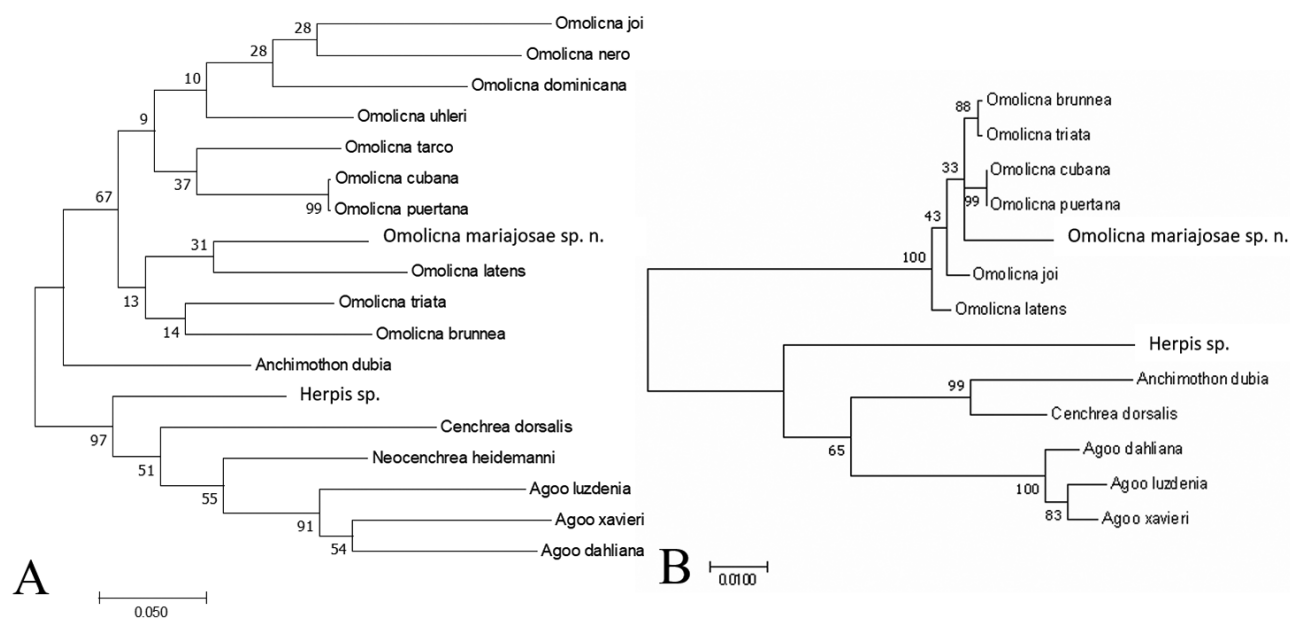 28
Omolicna joi
28
Omolicna nero
10
Omolicna dominicana
9
Omolicna uhleri
Omolicna tarco
37
Omolicna cubana
67
99
Omolicna puertana
31
Omolicna mariajosae sp. n.
Omolicna latens
13
Omolicna triata
14
Omolicna brunnea
Anchimothon dubia
Herpis sp.
97
Cenchrea dorsalis
51
Neocenchrea heidemanni
55
Agoo luzdenia
91
Agoo xavieri
54
Agoo dahliana
A
0.050
88
Omolicna brunnea
Omolicna triata
33
Omolicna cubana
99
Omolicna puertana
43
Omolicna mariajosae sp. n.
100
Omolicna joi
Omolicna latens
Herpis sp.
99
Anchimothon dubia
Cenchrea dorsalis
65
Agoo dahliana
100
Agoo luzdenia
83
Agoo xavieri
B
0.0100